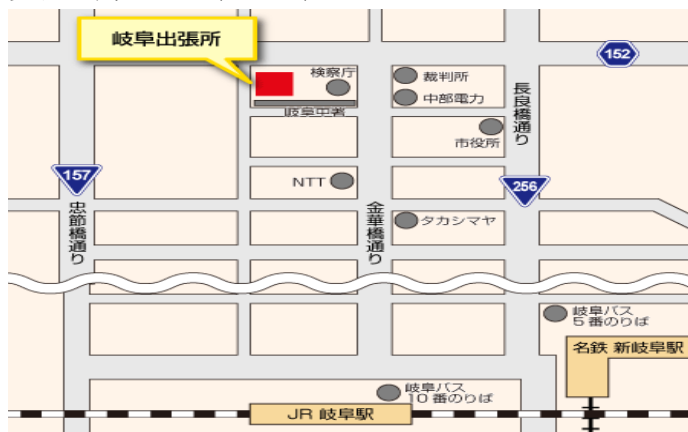 岐阜出張所
検察庁
岐阜中署
裁判所
中部電力
152
長良橋通り
市役所
157
NTT
256
忠節橋通り
金華橋通り
タカシマヤ
岐阜バス
5番のりば
名鉄 新岐阜駅
岐阜バス
10番のりば
JR 岐阜駅